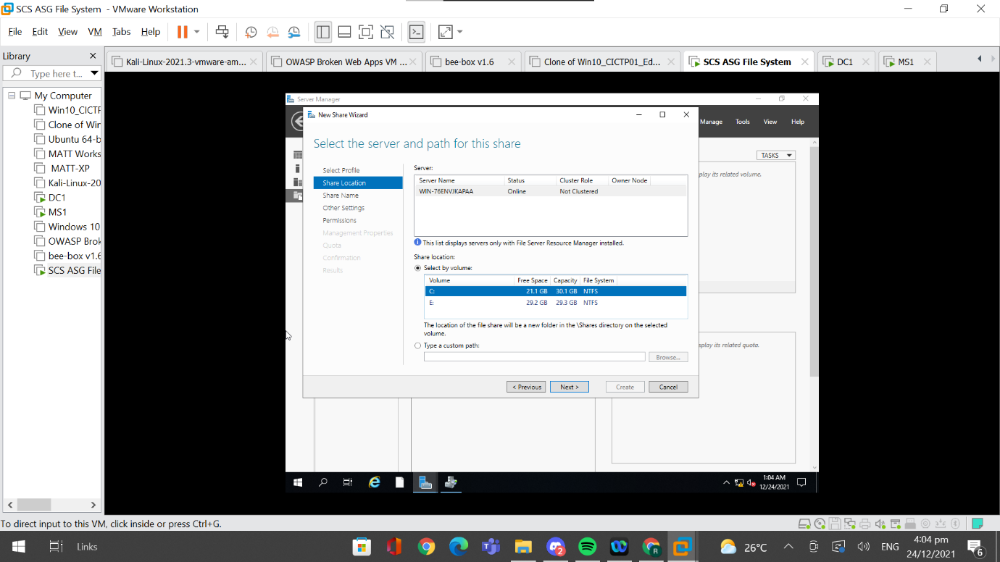 SCS ASG File System - VMware Workstation
File Edit View VM Tabs Help
Library
Type here t...
Kali-Linux-2021.3-vmware-am...
OWASP Broken Web Apps VM ...
bee-box v1.6
Clone of Win10_CICTP01_Ed...
SCS ASG File System
DC1
MS1
My Computer
Win10_CICTF
Clone of Wir
Ubuntu 64-b
MATT Works
MATT-XP
Kali-Linux-20
DC1
MS1
Windows 10
OWASP Brok
bee-box v1.6
SCS ASG File
Server Manager
Manage Tools View Help
New Share Wizard
Select the server and path for this share
Select Profile
Share Location
Share Name
Other Settings
Permissions
Management Properties
Quota
Confirmation
Results
Server:
Server Name Status Cluster Role Owner Node
WIN-76ENVJKAPAA Online Not Clustered
This list displays servers only with File Server Resource Manager installed.
Share location:
Select by volume:
Volume Free Space Capacity File System
C: 21.1 GB 30.1 GB NTFS
E: 29.2 GB 29.3 GB NTFS
The location of the file share will be a new folder in the \Shares directory on the selected
volume.
Type a custom path:
Browse...
< Previous Next > Create Cancel
TASKS
play its related volume.
splay its related quota.
1:04 AM
12/24/2021
To direct input to this VM, click inside or press Ctrl+G.
Links
2
R
26°C
ENG
4:04 pm
24/12/2021
6